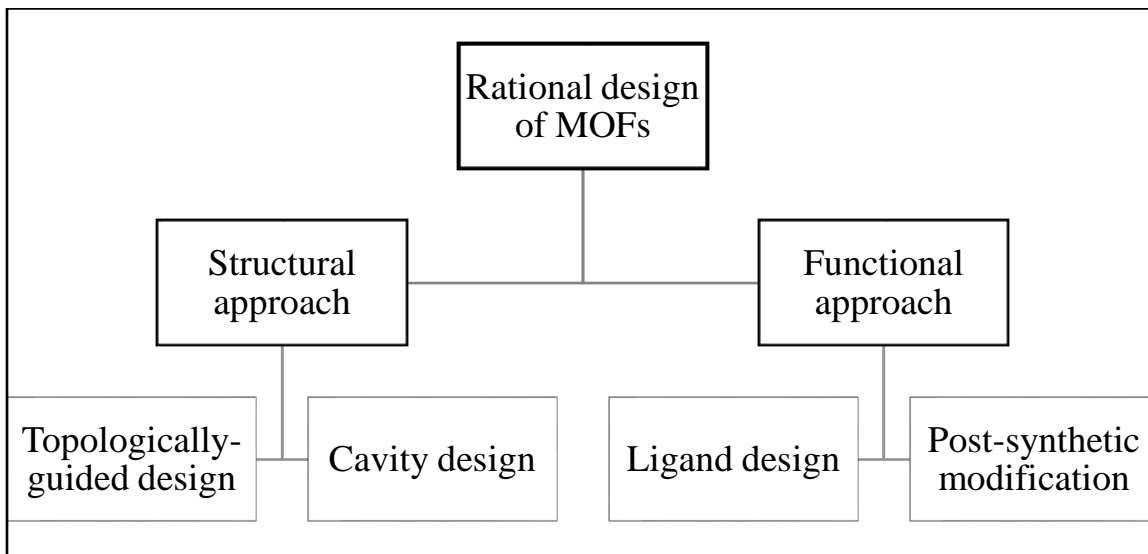 Rational design
of MOFs
Structural
approach
Functional
approach
Topologically-
guided design
Cavity design
Ligand design
Post-synthetic
modification